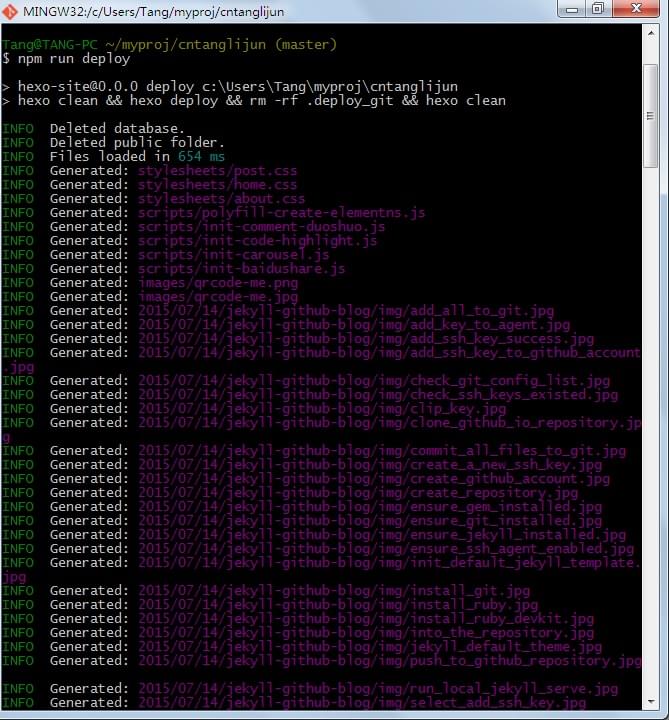 MINGW32:/c/Users/Tang/myproj/cntanglijun
Tang@TANG-PC ~/myproj/cntanglijun (master)
$ npm run deploy
> hexo-site@0.0.0 deploy c:\Users\Tang\myproj\cntanglijun
> hexo clean && hexo deploy && rm -rf .deploy_git && hexo clean
INFO  Deleted database.
INFO  Deleted public folder.
INFO  Files loaded in 654 ms
INFO  Generated: stylesheets/post.css
INFO  Generated: stylesheets/home.css
INFO  Generated: stylesheets/about.css
INFO  Generated: scripts/polyfill-create-elementns.js
INFO  Generated: scripts/init-comment-duoshuo.js
INFO  Generated: scripts/init-code-highlight.js
INFO  Generated: scripts/init-carousel.js
INFO  Generated: scripts/init-baidushare.js
INFO  Generated: images/qrcode-me.png
INFO  Generated: images/qrcode-me.jpg
INFO  Generated: 2015/07/14/jekyll-github-blog/img/add_all_to_git.jpg
INFO  Generated: 2015/07/14/jekyll-github-blog/img/add_key_to_agent.jpg
INFO  Generated: 2015/07/14/jekyll-github-blog/img/add_ssh_key_success.jpg
INFO  Generated: 2015/07/14/jekyll-github-blog/img/add_ssh_key_to_github_account
.jpg
INFO  Generated: 2015/07/14/jekyll-github-blog/img/check_git_config_list.jpg
INFO  Generated: 2015/07/14/jekyll-github-blog/img/check_ssh_keys_existed.jpg
INFO  Generated: 2015/07/14/jekyll-github-blog/img/clip_key.jpg
INFO  Generated: 2015/07/14/jekyll-github-blog/img/clone_github_io_repository.jp
g
INFO  Generated: 2015/07/14/jekyll-github-blog/img/commit_all_files_to_git.jpg
INFO  Generated: 2015/07/14/jekyll-github-blog/img/create_a_new_ssh_key.jpg
INFO  Generated: 2015/07/14/jekyll-github-blog/img/create_github_account.jpg
INFO  Generated: 2015/07/14/jekyll-github-blog/img/create_repository.jpg
INFO  Generated: 2015/07/14/jekyll-github-blog/img/ensure_gem_installed.jpg
INFO  Generated: 2015/07/14/jekyll-github-blog/img/ensure_git_installed.jpg
INFO  Generated: 2015/07/14/jekyll-github-blog/img/ensure_jekyll_installed.jpg
INFO  Generated: 2015/07/14/jekyll-github-blog/img/ensure_ssh_agent_enabled.jpg
INFO  Generated: 2015/07/14/jekyll-github-blog/img/init_default_jekyll_template.
jpg
INFO  Generated: 2015/07/14/jekyll-github-blog/img/install_git.jpg
INFO  Generated: 2015/07/14/jekyll-github-blog/img/install_ruby.jpg
INFO  Generated: 2015/07/14/jekyll-github-blog/img/install_ruby_devkit.jpg
INFO  Generated: 2015/07/14/jekyll-github-blog/img/into_the_repository.jpg
INFO  Generated: 2015/07/14/jekyll-github-blog/img/jekyll_default_theme.jpg
INFO  Generated: 2015/07/14/jekyll-github-blog/img/push_to_github_repository.jpg
INFO  Generated: 2015/07/14/jekyll-github-blog/img/run_local_jekyll_serve.jpg
INFO  Generated: 2015/07/14/jekyll-github-blog/img/select_add_ssh_key.jpg